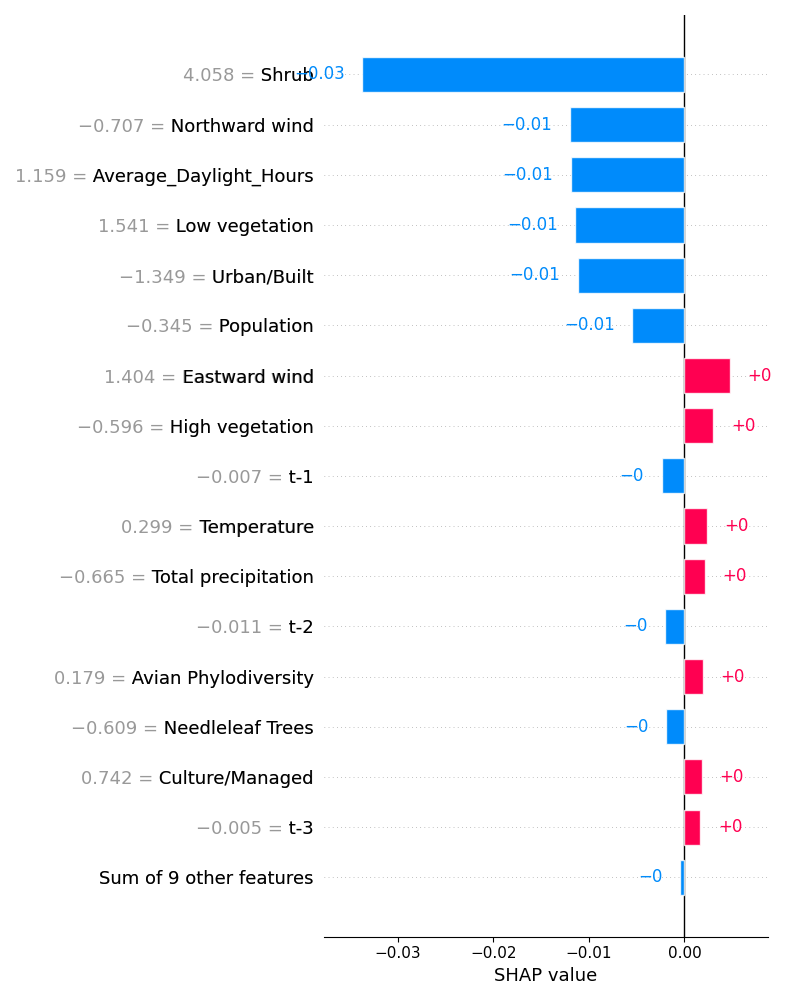 4.058 = Shrub −0.03
−0.707 = Northward wind −0.01
1.159 = Average_Daylight_Hours −0.01
1.541 = Low vegetation −0.01
−1.349 = Urban/Built −0.01
−0.345 = Population −0.01
1.404 = Eastward wind +0
−0.596 = High vegetation +0
−0.007 = t-1 −0
0.299 = Temperature +0
−0.665 = Total precipitation +0
−0.011 = t-2 −0
0.179 = Avian Phylodiversity +0
−0.609 = Needleleaf Trees −0
0.742 = Culture/Managed +0
−0.005 = t-3 +0
Sum of 9 other features −0
−0.03 −0.02 −0.01 0.00
SHAP value